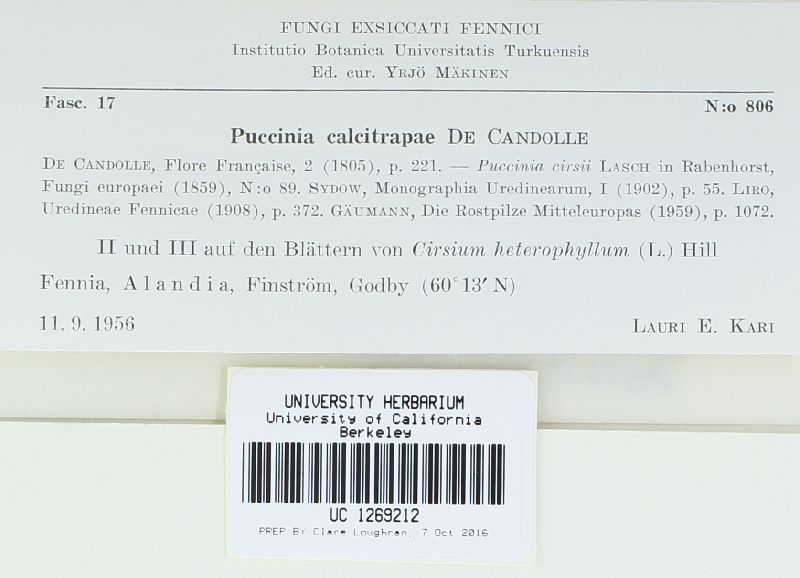 FUNGI EXSICCATI FENNICI
Institutio Botanica Universitatis Turkuensis
Ed. cur. YRJÖ MÄKINEN
Fasc. 17 N:o 806
Puccinia calcitrapae DE CANDOLLE
DE CANDOLLE, Flore Française, 2 (1805), p. 221. — Puccinia cirsii LASCH in Rabenhorst,
Fungi europaei (1859), N:o 89. SYDOW, Monographia Uredinearum, I (1902), p. 55. LIRO,
Uredineae Fennicae (1908), p. 372. GÄUMANN, Die Rostpilze Mitteleuropas (1959), p. 1072.
II und III auf den Blättern von Cirsium heterophyllum (L.) Hill
Fennia, Alandia, Finström, Godby (60°13′ N)
11. 9. 1956 LAURI E. KARI
UNIVERSITY HERBARIUM
University of California
Berkeley
UC 1269212
PREP BY Clare Loughran, 7 Oct 2016